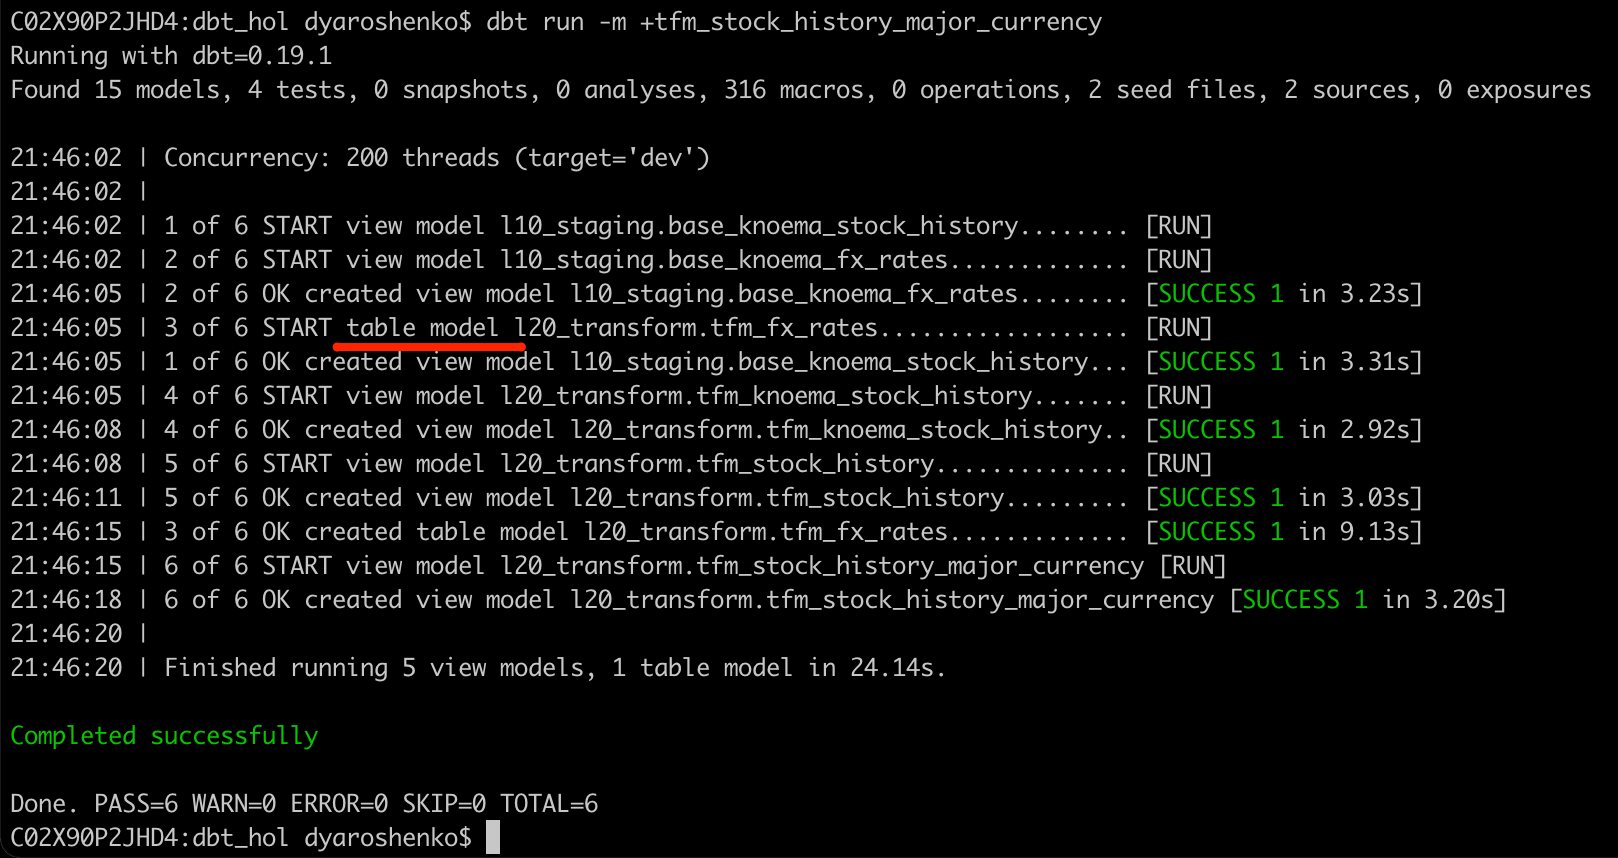 C02X90P2JHD4:dbt_hol dyaroshenko$ dbt run -m +tfm_stock_history_major_currency
Running with dbt=0.19.1
Found 15 models, 4 tests, 0 snapshots, 0 analyses, 316 macros, 0 operations, 2 seed files, 2 sources, 0 exposures
21:46:02 | Concurrency: 200 threads (target='dev')
21:46:02 |
21:46:02 | 1 of 6 START view model l10_staging.base_knoema_stock_history........ [RUN]
21:46:02 | 2 of 6 START view model l10_staging.base_knoema_fx_rates............. [RUN]
21:46:05 | 2 of 6 OK created view model l10_staging.base_knoema_fx_rates........ [SUCCESS 1 in 3.23s]
21:46:05 | 3 of 6 START table model l20_transform.tfm_fx_rates.................. [RUN]
21:46:05 | 1 of 6 OK created view model l10_staging.base_knoema_stock_history... [SUCCESS 1 in 3.31s]
21:46:05 | 4 of 6 START view model l20_transform.tfm_knoema_stock_history....... [RUN]
21:46:08 | 4 of 6 OK created view model l20_transform.tfm_knoema_stock_history.. [SUCCESS 1 in 2.92s]
21:46:08 | 5 of 6 START view model l20_transform.tfm_stock_history.............. [RUN]
21:46:11 | 5 of 6 OK created view model l20_transform.tfm_stock_history......... [SUCCESS 1 in 3.03s]
21:46:15 | 3 of 6 OK created table model l20_transform.tfm_fx_rates............. [SUCCESS 1 in 9.13s]
21:46:15 | 6 of 6 START view model l20_transform.tfm_stock_history_major_currency [RUN]
21:46:18 | 6 of 6 OK created view model l20_transform.tfm_stock_history_major_currency [SUCCESS 1 in 3.20s]
21:46:20 |
21:46:20 | Finished running 5 view models, 1 table model in 24.14s.
Completed successfully
Done. PASS=6 WARN=0 ERROR=0 SKIP=0 TOTAL=6
C02X90P2JHD4:dbt_hol dyaroshenko$